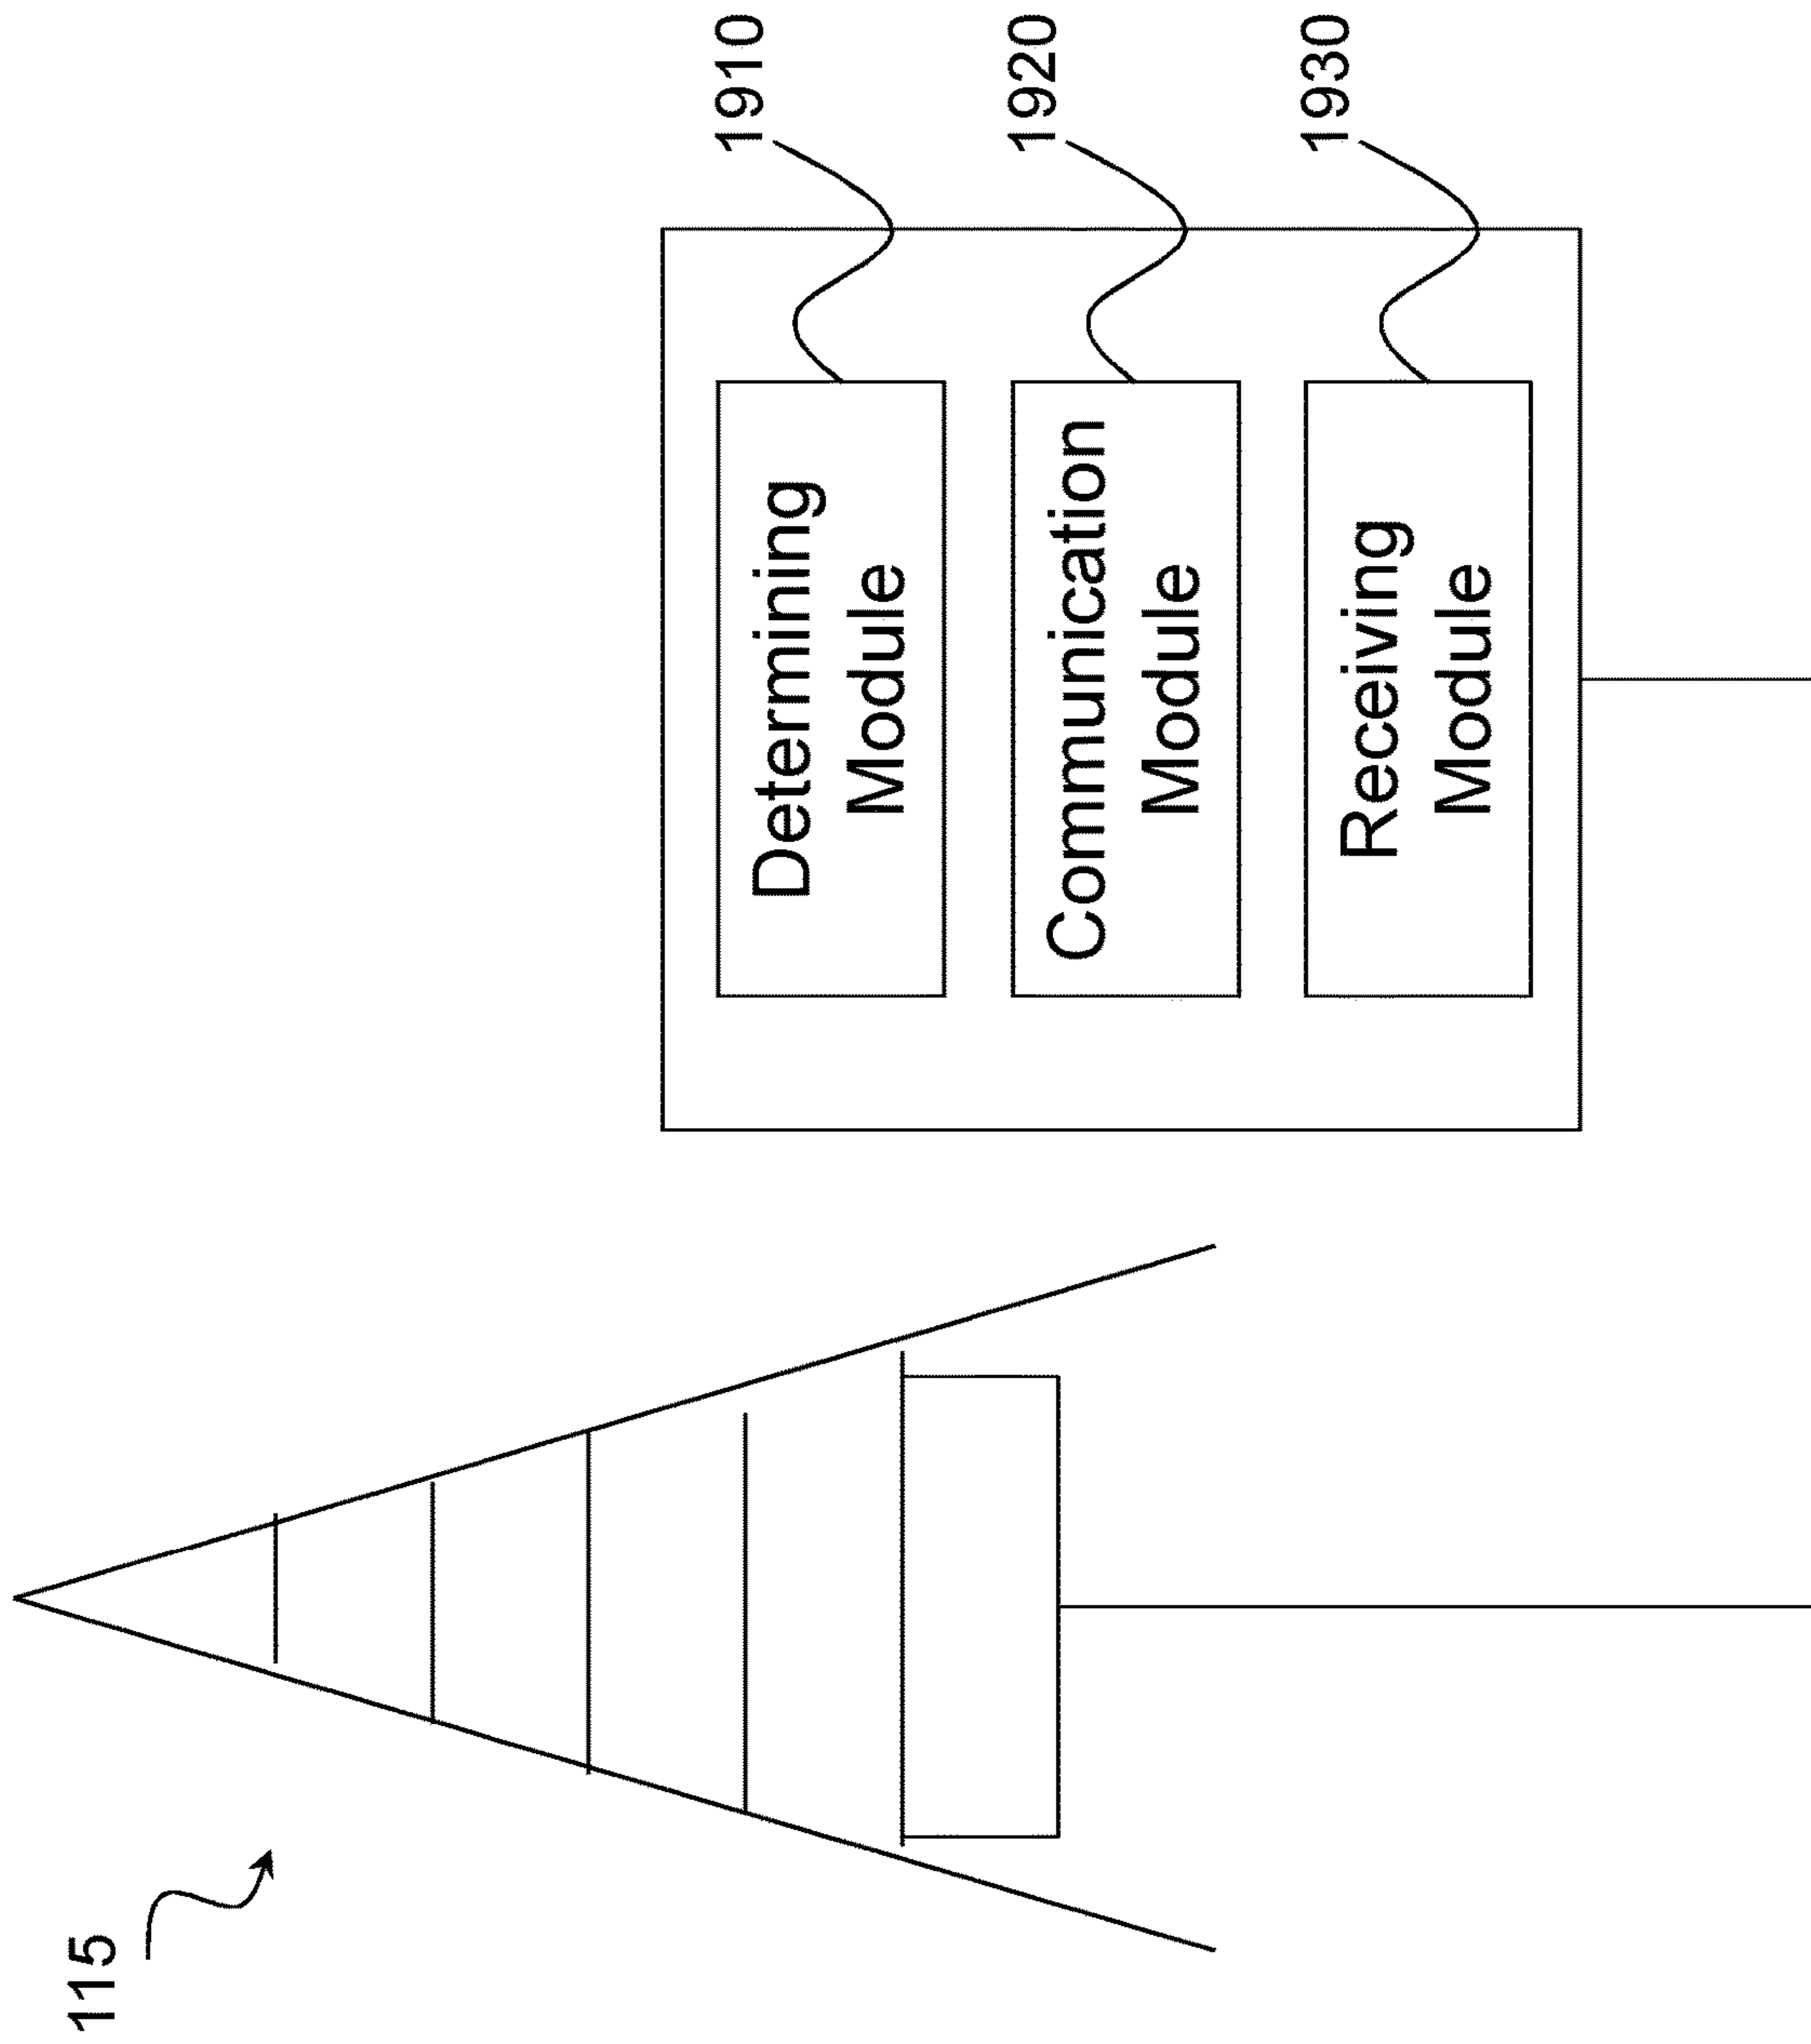 115
Determining
Module
1910
Communication
Module
1920
Receiving
Module
1930